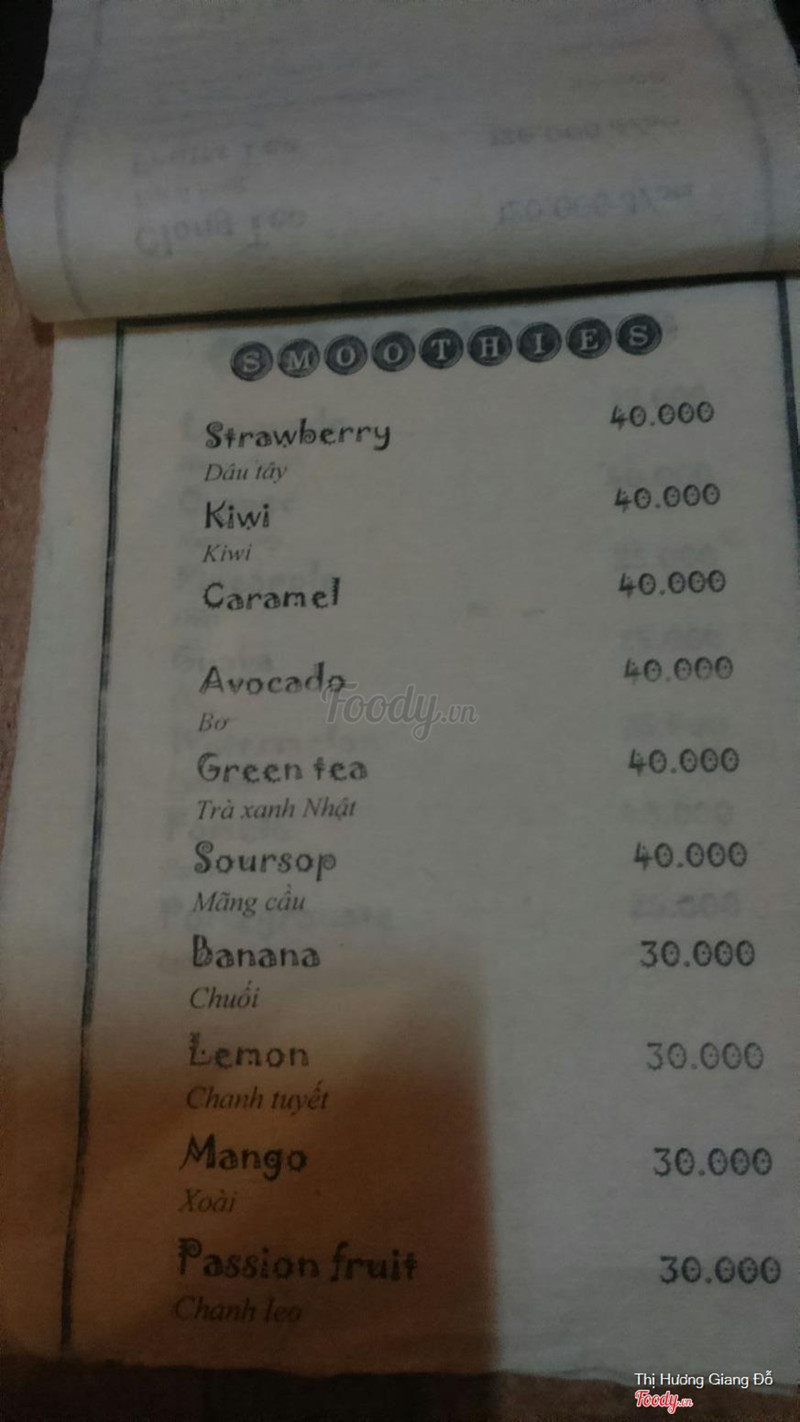 SMOOTHIES
Strawberry 40.000
Dâu tây
Kiwi 40.000
Kiwi
Caramel 40.000
Avocado 40.000
Bơ
Foody.vn
Green tea 40.000
Trà xanh Nhật
Soursop 40.000
Mãng cầu
Banana 30.000
Chuối
Lemon 30.000
Chanh tuyết
Mango 30.000
Xoài
Passion fruit 30.000
Chanh leo
Thị Hương Giang Đỗ
Foody.vn